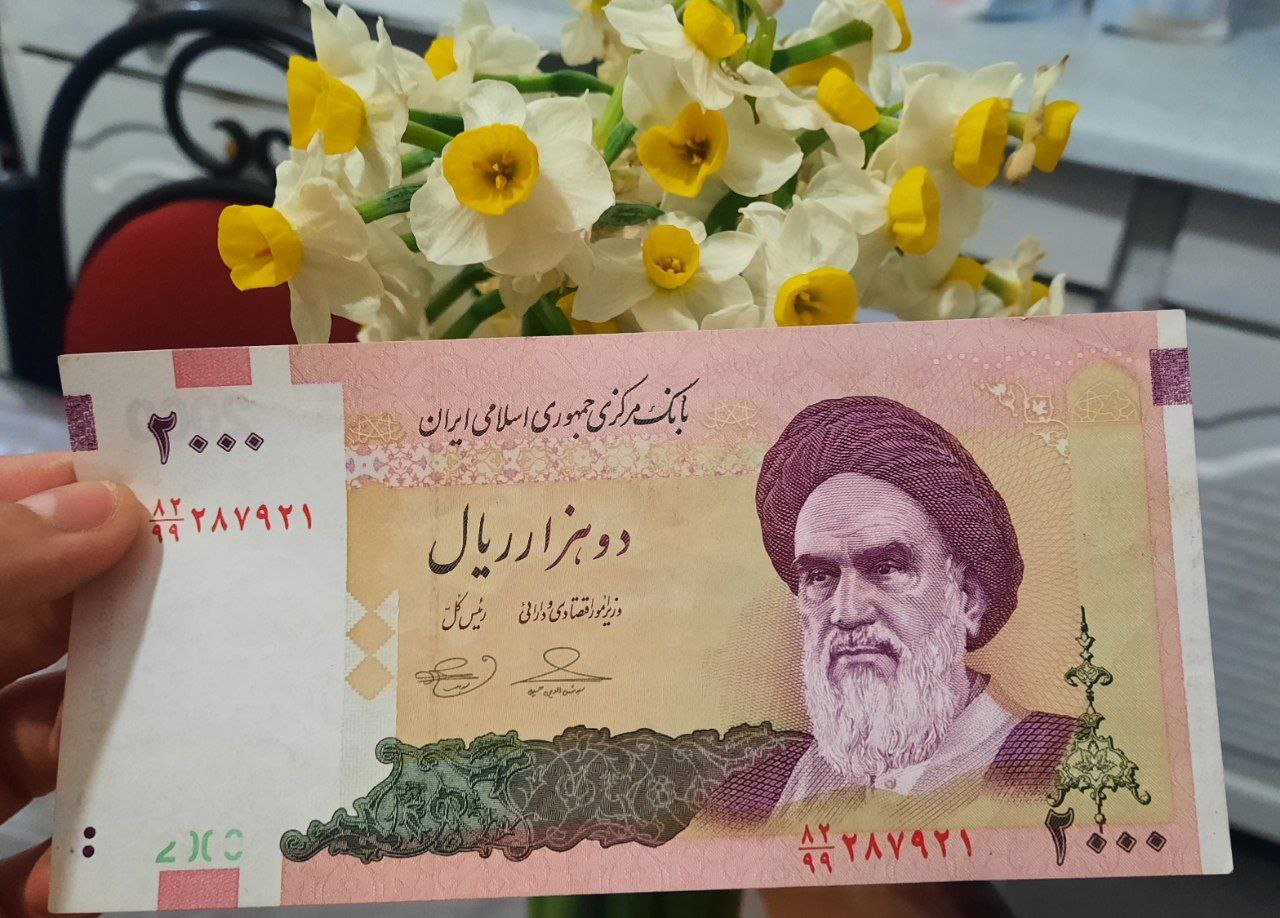 بانک مرکزی جمهوری اسلامی ایران
۲۰۰۰
۸۲/۹۹ ۲۸۷۹۲۱
دو هزار ریال
وزیر امور اقتصادی و دارائی
رئیس کل
۸۲/۹۹ ۲۸۷۹۲۱
۲۰۰۰